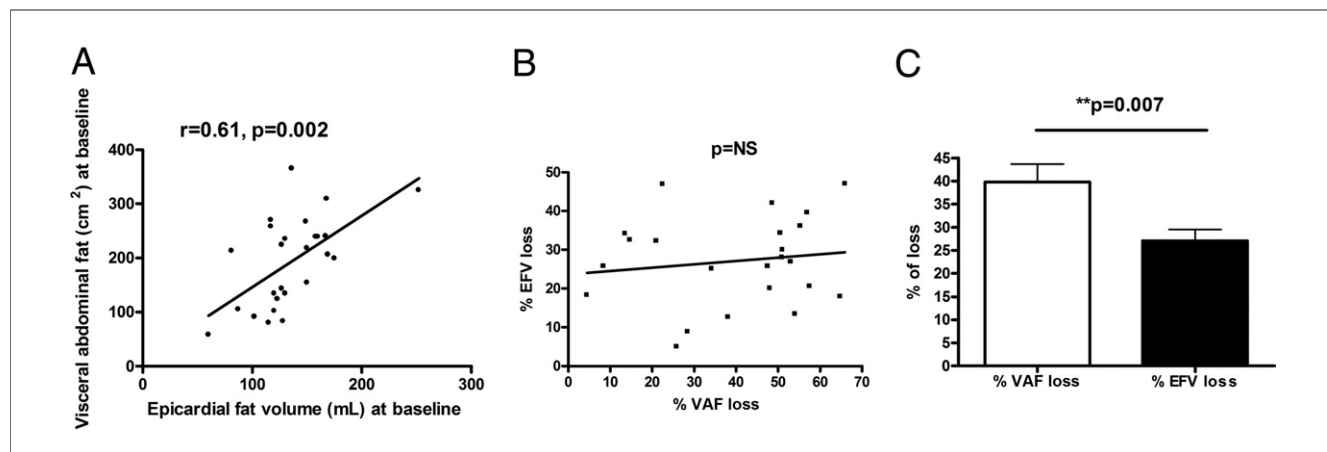 A
r=0.61, p=0.002
Visceral abdominal fat (cm²) at baseline
400
300
200
100
0
0 100 200 300
Epicardial fat volume (mL) at baseline
B
p=NS
% EFV loss
50
40
30
20
10
0
0 10 20 30 40 50 60 70
% VAF loss
C
**p=0.007
% of loss
45
40
35
30
25
20
15
10
5
0
% VAF loss % EFV loss